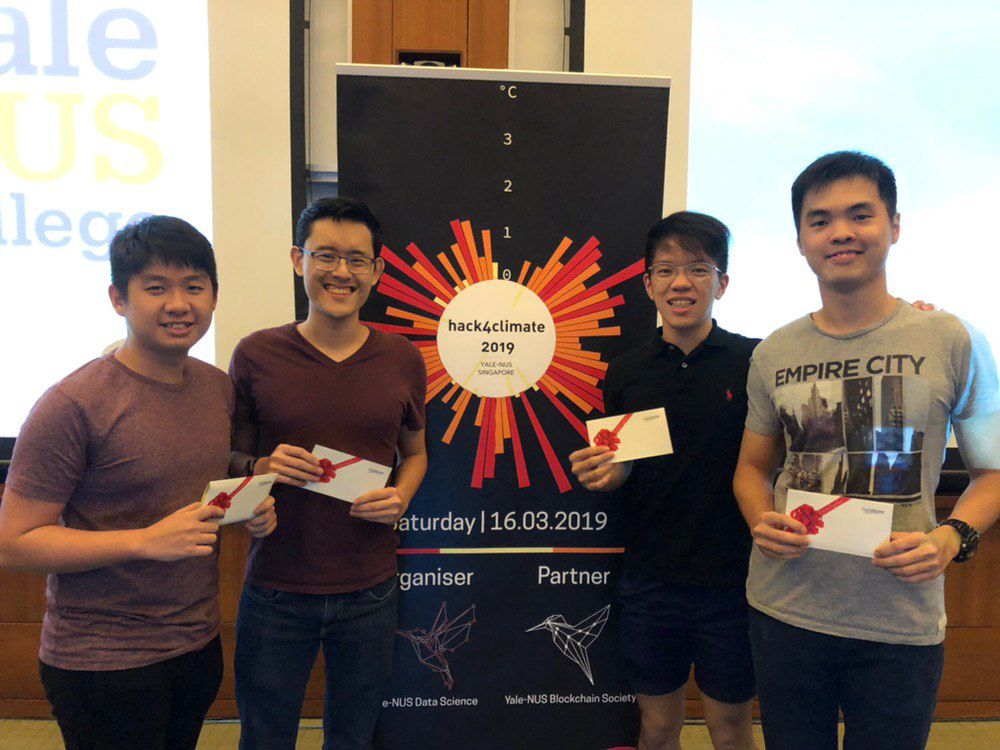 ale
US
llege
°C
3
2
1
0
hack4climate
2019
YALE-NUS
SINGAPORE
aturday | 16.03.2019
rganiser
Partner
e-NUS Data Science
Yale-NUS Blockchain Society
EMPIRE CITY